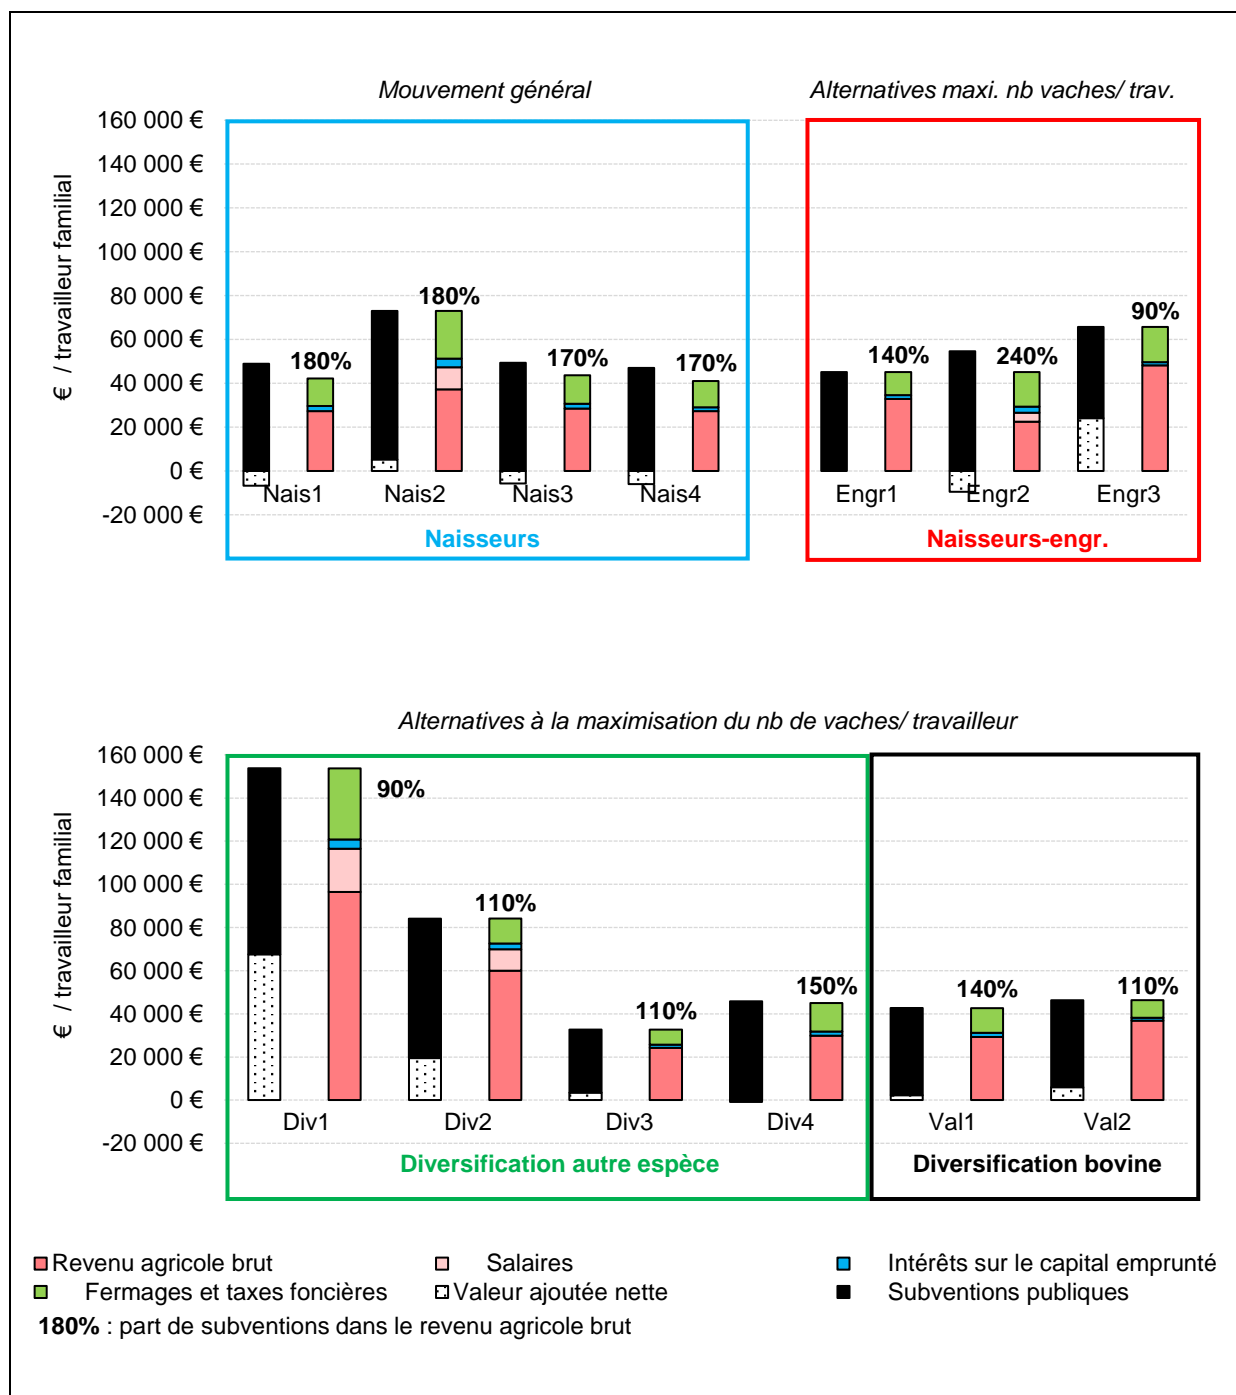 Mouvement général
Alternatives maxi. nb vaches/ trav.
€ / travailleur familial
160 000 €
140 000 €
120 000 €
100 000 €
80 000 €
60 000 €
40 000 €
20 000 €
0 €
-20 000 €
180%
180%
170%
170%
140%
240%
90%
Nais1
Nais2
Nais3
Nais4
Engr1
Engr2
Engr3
Naisseurs
Naisseurs-engr.
Alternatives à la maximisation du nb de vaches/ travailleur
€ / travailleur familial
160 000 €
140 000 €
120 000 €
100 000 €
80 000 €
60 000 €
40 000 €
20 000 €
0 €
-20 000 €
90%
110%
110%
150%
140%
110%
Div1
Div2
Div3
Div4
Val1
Val2
Diversification autre espèce
Diversification bovine
Revenu agricole brut
Salaires
Intérêts sur le capital emprunté
Fermages et taxes foncières
Valeur ajoutée nette
Subventions publiques
180% : part de subventions dans le revenu agricole brut